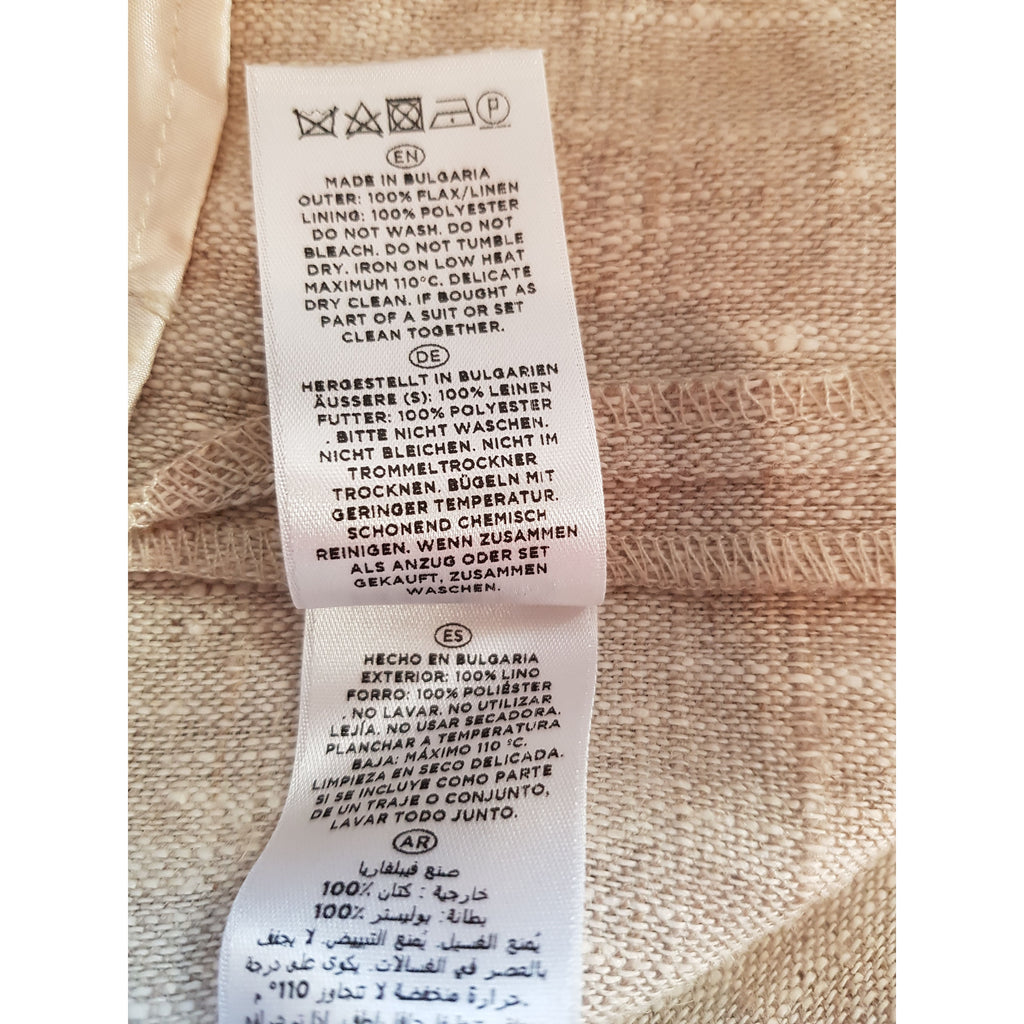 P
EN
MADE IN BULGARIA
OUTER: 100% FLAX/LINEN
LINING: 100% POLYESTER
DO NOT WASH. DO NOT
BLEACH. DO NOT TUMBLE
DRY. IRON ON LOW HEAT
MAXIMUM 110°C. DELICATE
DRY CLEAN. IF BOUGHT AS
PART OF A SUIT OR SET
CLEAN TOGETHER.
DE
HERGESTELLT IN BULGARIEN
ÄUSSERE (S): 100% LEINEN
FUTTER: 100% POLYESTER
. BITTE NICHT WASCHEN.
NICHT BLEICHEN. NICHT IM
TROMMELTROCKNER
TROCKNEN. BÜGELN MIT
GERINGER TEMPERATUR.
SCHONEND CHEMISCH
REINIGEN. WENN ZUSAMMEN
ALS ANZUG ODER SET
GEKAUFT, ZUSAMMEN
WASCHEN.
ES
HECHO EN BULGARIA
EXTERIOR: 100% LINO
FORRO: 100% POLIÉSTER
. NO LAVAR. NO UTILIZAR
LEJÍA. NO USAR SECADORA.
PLANCHAR A TEMPERATURA
BAJA: MÁXIMO 110 °C.
LIMPIEZA EN SECO DELICADA.
SI SE INCLUYE COMO PARTE
DE UN TRAJE O CONJUNTO,
LAVAR TODO JUNTO.
AR
صنع فيبلغاريا
خارجية : كتان 100%
بطانة: بوليستر 100%
يُمنع الغسيل. يُمنع التبييض. لا يجفف
بالعصر في الغسالات. يكوى على درجة
حرارة منخفضة لا تتجاوز 110° م.